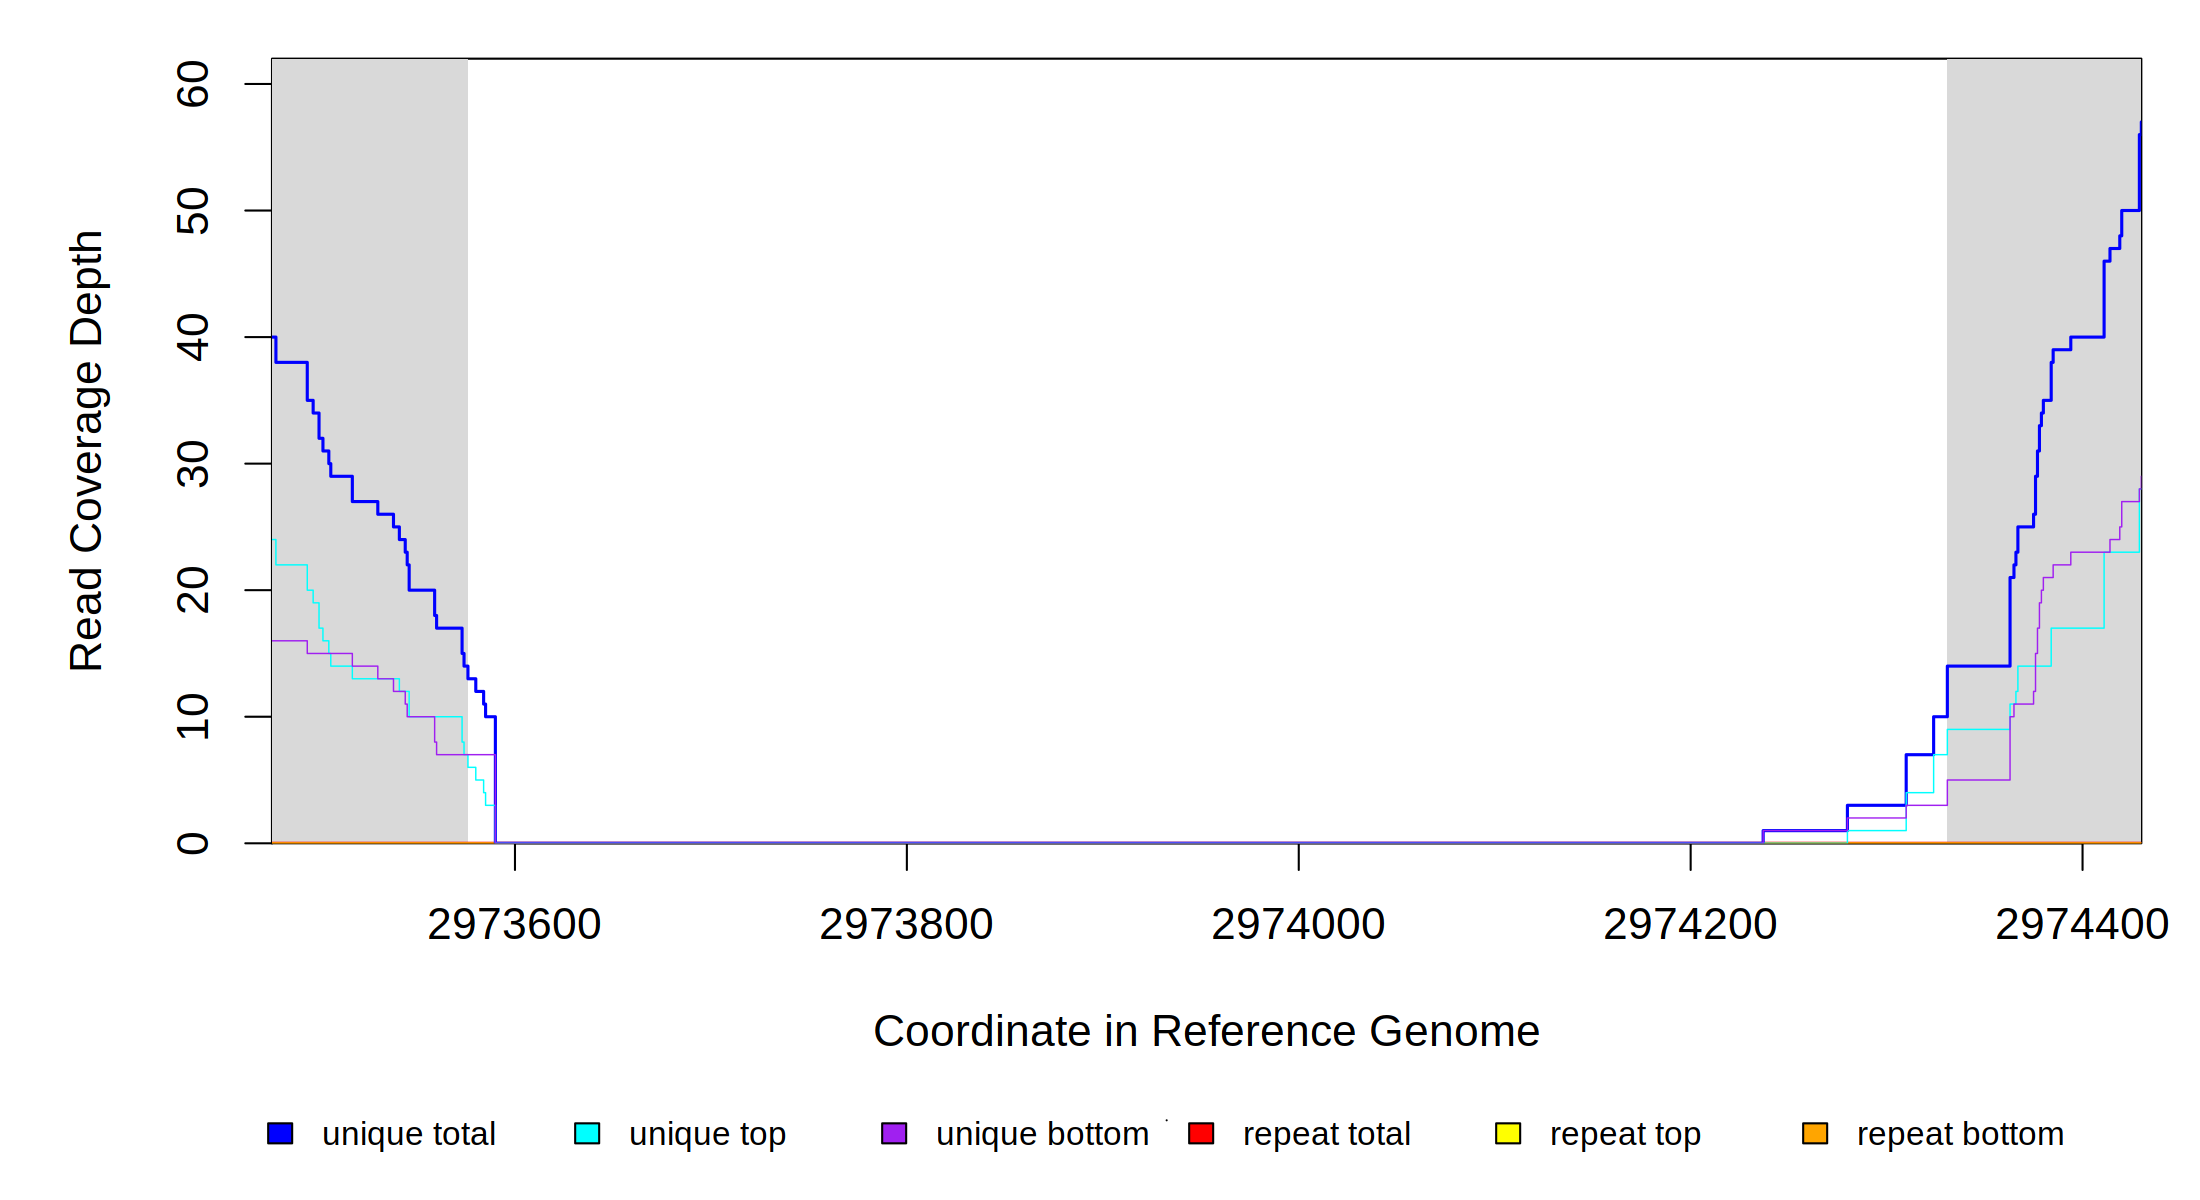 60
50
40
30
20
10
0
Read Coverage Depth
2973600 2973800 2974000 2974200 2974400
Coordinate in Reference Genome
unique total unique top unique bottom repeat total repeat top repeat bottom